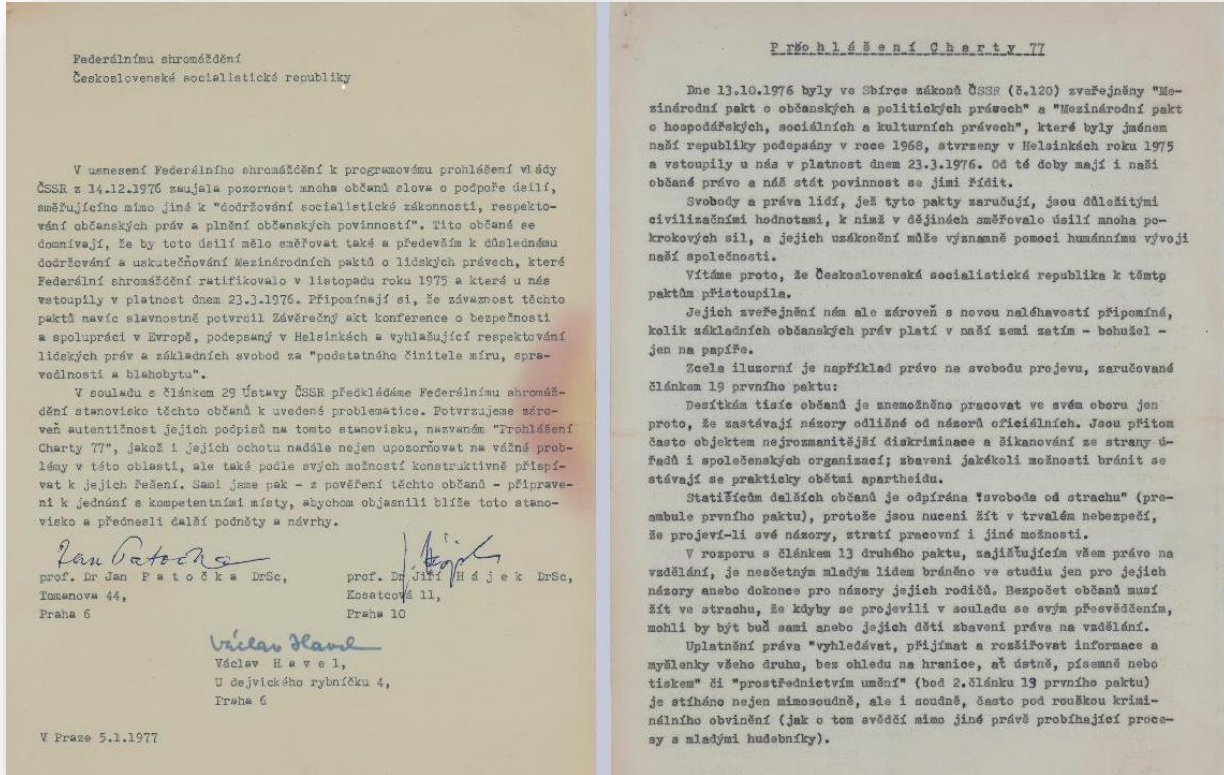 Federálnímu shromáždění
Československé socialistické republiky
V usnesení Federálního shromáždění k programovému prohlášení vlády
ČSSR z 14.12.1976 zaujala pozornost mnoha občanů slova o podpoře úsilí,
směřujícího mimo jiné k "dodržování socialistické zákonnosti, respekto-
vání občanských práv a plnění občanských povinností". Tito občané se
domnívají, že by toto úsilí mělo směřovat také a především k důslednému
dodržování a uskutečňování Mezinárodních paktů o lidských právech, které
Federální shromáždění ratifikovalo v listopadu roku 1975 a které u nás
vstoupily v platnost dnem 23.3.1976. Připomínají si, že závaznost těchto
paktů navíc slavnostně potvrdil Závěrečný akt konference o bezpečnosti
a spolupráci v Evropě, podepsaný v Helsinkách a vyhlašující respektování
lidských práv a základních svobod za "podstatného činitele míru, spra-
vedlnosti a blahobytu".
V souladu s článkem 29 Ústavy ČSSR předkládáme Federálnímu shromáž-
dění stanovisko těchto občanů k uvedené problematice. Potvrzujeme záro-
veň autentičnost jejich podpisů na tomto stanovisku, nazvaném "Prohlášení
Charty 77", jakož i jejich ochotu nadále nejen upozorňovat na vážné prob-
lémy v této oblasti, ale také podle svých možností konstruktivně přispí-
vat k jejich řešení. Sami jsme pak - z pověření těchto občanů - připrave-
ni k jednání s kompetentními místy, abychom objasnili blíže toto stano-
visko a přednesli další podněty a návrhy.
Jan Patočka
prof. Dr Jan Patočka DrSc,
Tomanova 44,
Praha 6
J. Hájek
prof. Dr Jiří Hájek DrSc,
Kosatcová 11,
Praha 10
Václav Havel
Václav Havel,
U dejvického rybníčku 4,
Praha 6
V Praze 5.1.1977
Prohlášení Charty 77
Dne 13.10.1976 byly ve Sbírce zákonů ČSSR (č.120) zveřejněny "Me-
zinárodní pakt o občanských a politických právech" a "Mezinárodní pakt
o hospodářských, sociálních a kulturních právech", které byly jménem
naší republiky podepsány v roce 1968, stvrzeny v Helsinkách roku 1975
a vstoupily u nás v platnost dnem 23.3.1976. Od té doby mají i naši
občané právo a náš stát povinnost se jimi řídit.
Svobody a práva lidí, jež tyto pakty zaručují, jsou důležitými
civilizačními hodnotami, k nimž v dějinách směřovalo úsilí mnoha po-
krokových sil, a jejich uzákonění může významně pomoci humánnímu vývoji
naší společnosti.
Vítáme proto, že Československá socialistická republika k těmto
paktům přistoupila.
Jejich zveřejnění nám ale zároveň s novou naléhavostí připomíná,
kolik základních občanských práv platí v naší zemi zatím - bohužel -
jen na papíře.
Zcela iluzorní je například právo na svobodu projevu, zaručované
článkem 19 prvního paktu:
Desítkám tisíc občanů je znemožněno pracovat ve svém oboru jen
proto, že zastávají názory odlišné od názorů oficiálních. Jsou přitom
často objektem nejrozmanitější diskriminace a šikanování ze strany ú-
řadů i společenských organizací; zbaveni jakékoli možnosti bránit se
stávají se prakticky obětmi apartheidu.
Statisícům dalších občanů je odpírána "svoboda od strachu" (pre-
ambule prvního paktu), protože jsou nuceni žít v trvalém nebezpečí,
že projeví-li své názory, ztratí pracovní i jiné možnosti.
V rozporu s článkem 13 druhého paktu, zajišťujícím všem právo na
vzdělání, je nesčetným mladým lidem bráněno ve studiu jen pro jejich
názory anebo dokonce pro názory jejich rodičů. Bezpočet občanů musí
žít ve strachu, že kdyby se projevili v souladu se svým přesvědčením,
mohli by být buď sami anebo jejich děti zbaveni práva na vzdělání.
Uplatnění práva "vyhledávat, přijímat a rozšiřovat informace a
myšlenky všeho druhu, bez ohledu na hranice, ať ústně, písemně nebo
tiskem" či "prostřednictvím umění" (bod 2.článku 19 prvního paktu)
je stíháno nejen mimosoudně, ale i soudně, často pod rouškou krimi-
nálního obvinění (jak o tom svědčí mimo jiné právě probíhající proce-
sy s mladými hudebníky).